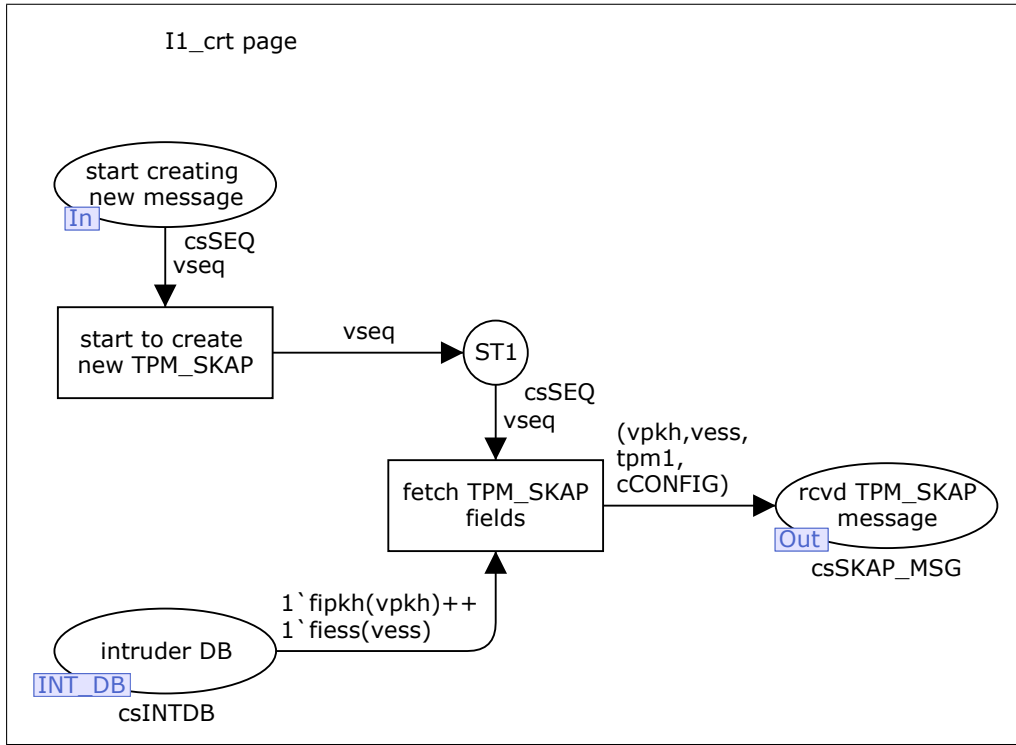 I1_crt page
start creating
new message
In
csSEQ
vseq
start to create
new TPM_SKAP
vseq
ST1
csSEQ
vseq
(vpkh,vess,
tpm1,
cCONFIG)
fetch TPM_SKAP
fields
rcvd TPM_SKAP
message
Out
csSKAP_MSG
1`fipkh(vpkh)++
1`fiess(vess)
intruder DB
INT_DB
csINTDB